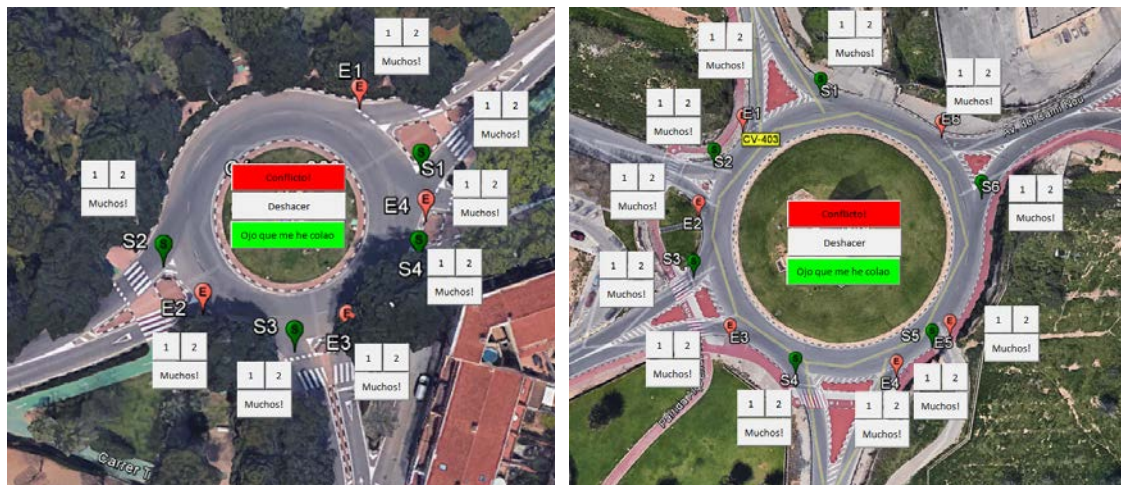 E1
1 2
Muchos!
1 2
Muchos!
S1
1 2
Muchos!
Conflicto!
Deshacer
Ojo que me he colao
E4
1 2
Muchos!
S2
S4
1 2
Muchos!
E2
S3
E3
1 2
Muchos!
1 2
Muchos!
1 2
Muchos!
Carrer T
1 2
Muchos!
1 2
Muchos!
S1
E1
1 2
Muchos!
E6
Av. del Camí Nou
CV-403
1 2
Muchos!
S2
1 2
Muchos!
E2
S6
1 2
Muchos!
Conflicto!
Deshacer
Ojo que me he colao
S3
1 2
Muchos!
E3
1 2
Muchos!
S5
E5
1 2
Muchos!
S4
E4
1 2
Muchos!
1 2
Muchos!
1 2
Muchos!